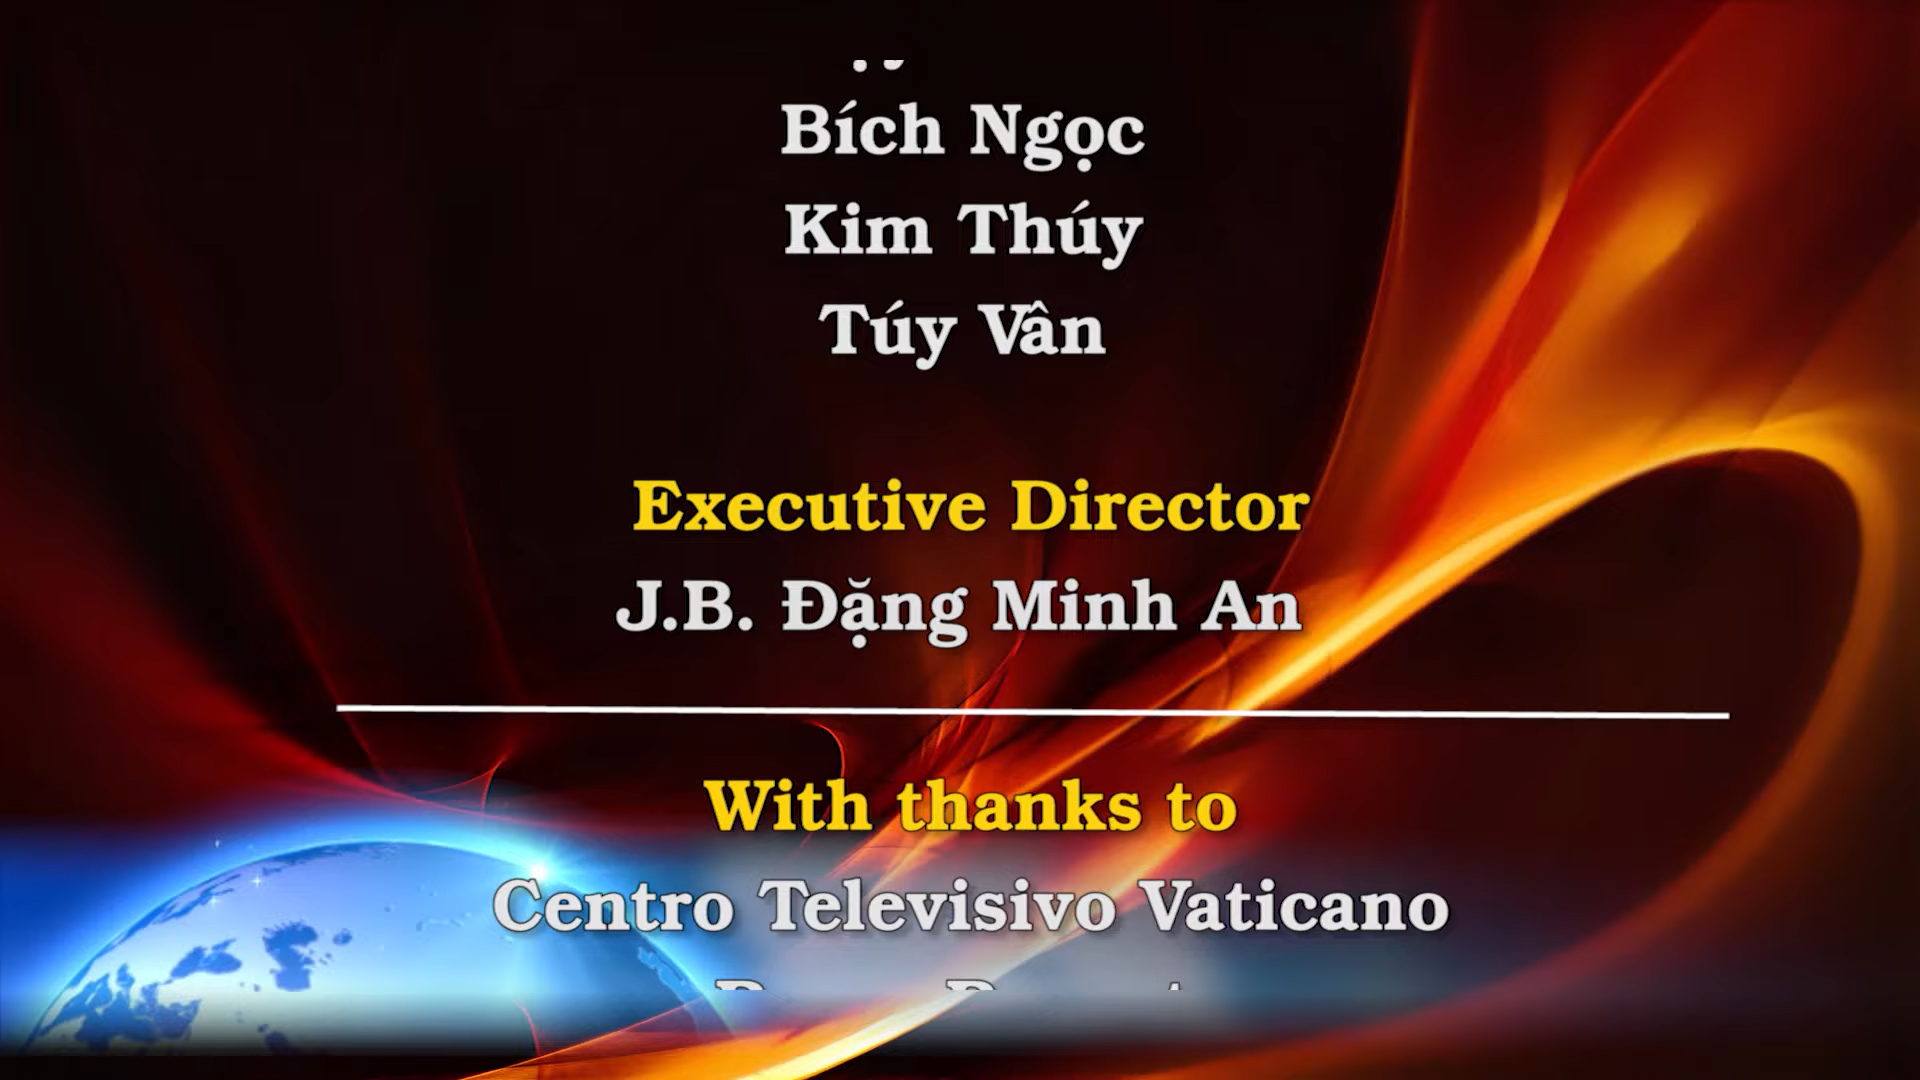 Bích Ngọc
Kim Thúy
Túy Vân
Executive Director
J.B. Đặng Minh An
With thanks to
Centro Televisivo Vaticano